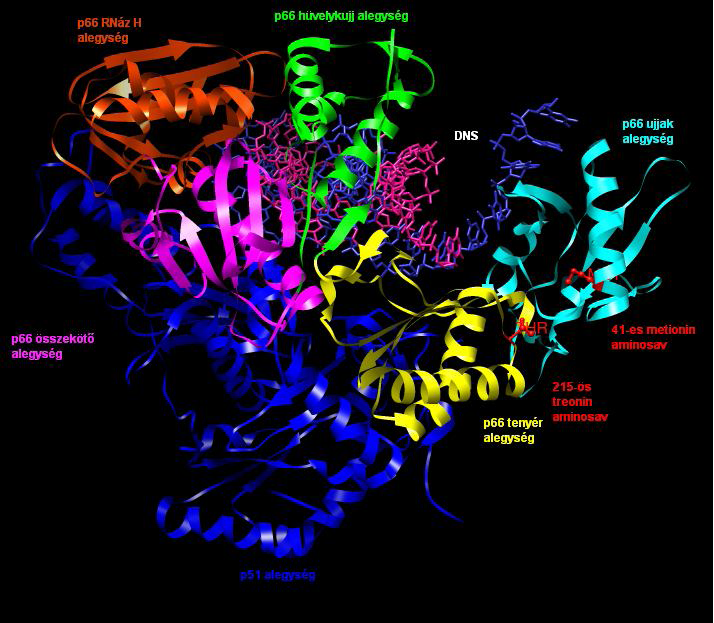 p66 RNáz H
alegység
p66 hüvelykujj alegység
DNS
p66 ujjak
alegység
p66 összekötő
alegység
41-es metionin
aminosav
215-ös
treonin
aminosav
p66 tenyér
alegység
p51 alegység